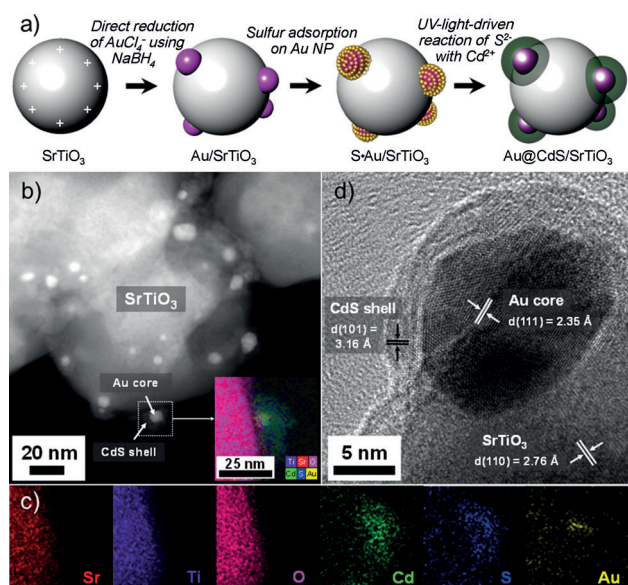 a)
Direct reduction
of AuCl₄⁻ using
NaBH₄
Sulfur adsorption
on Au NP
UV-light-driven
reaction of S²⁻
with Cd²⁺
SrTiO₃
Au/SrTiO₃
S·Au/SrTiO₃
Au@CdS/SrTiO₃
b)
SrTiO₃
Au core
CdS shell
20 nm
25 nm
Ti Sr O
Cd S Au
d)
CdS shell
d(101) =
3.16 Å
Au core
d(111) = 2.35 Å
SrTiO₃
d(110) = 2.76 Å
5 nm
c)
Sr
Ti
O
Cd
S
Au